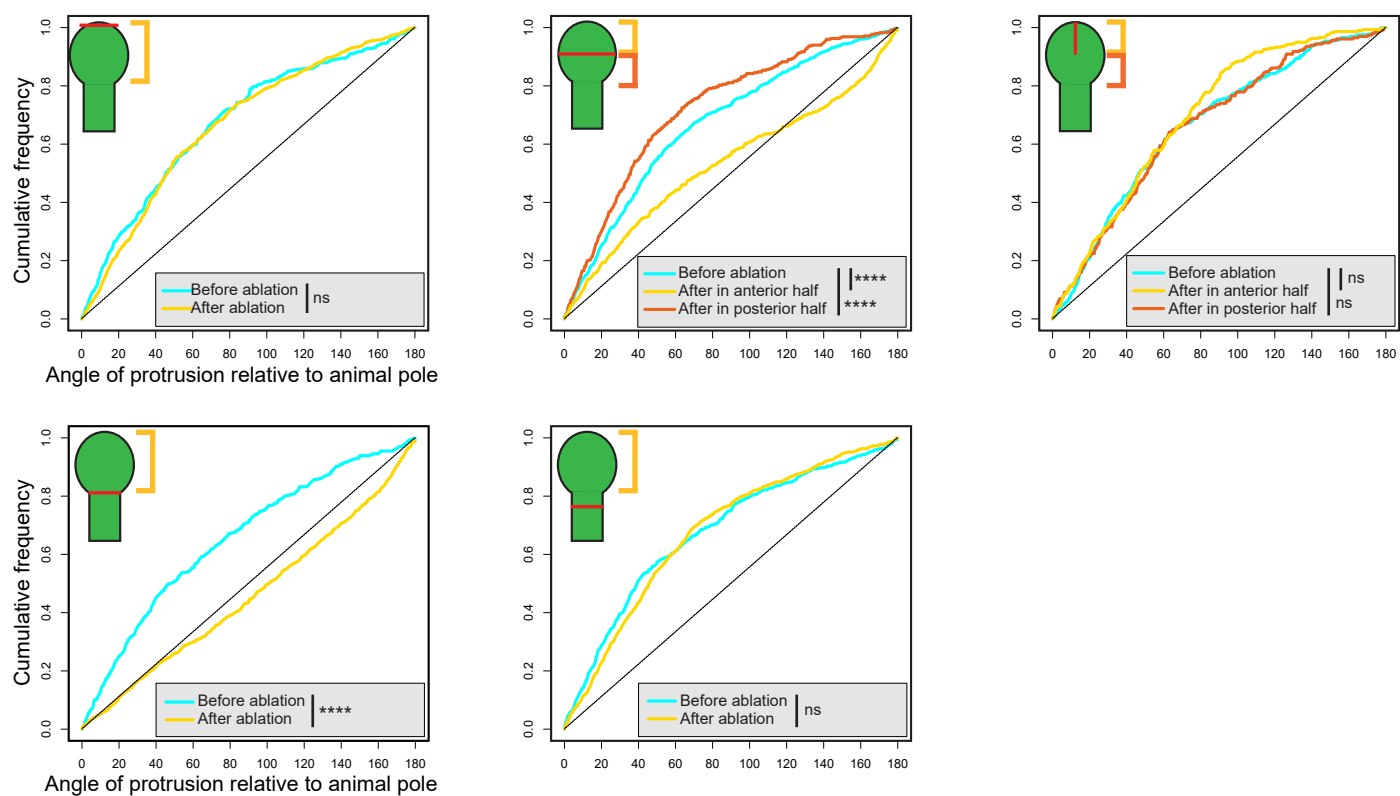 Cumulative frequency
1.0
0.8
0.6
0.4
0.2
0.0
Before ablation
After ablation
ns
0 20 40 60 80 100 120 140 160 180
Angle of protrusion relative to animal pole
1.0
0.8
0.6
0.4
0.2
0.0
Before ablation
After in anterior half
After in posterior half
****
****
0 20 40 60 80 100 120 140 160 180
1.0
0.8
0.6
0.4
0.2
0.0
Before ablation
After in anterior half
After in posterior half
ns
ns
0 20 40 60 80 100 120 140 160 180
Cumulative frequency
1.0
0.8
0.6
0.4
0.2
0.0
Before ablation
After ablation
****
0 20 40 60 80 100 120 140 160 180
Angle of protrusion relative to animal pole
1.0
0.8
0.6
0.4
0.2
0.0
Before ablation
After ablation
ns
0 20 40 60 80 100 120 140 160 180